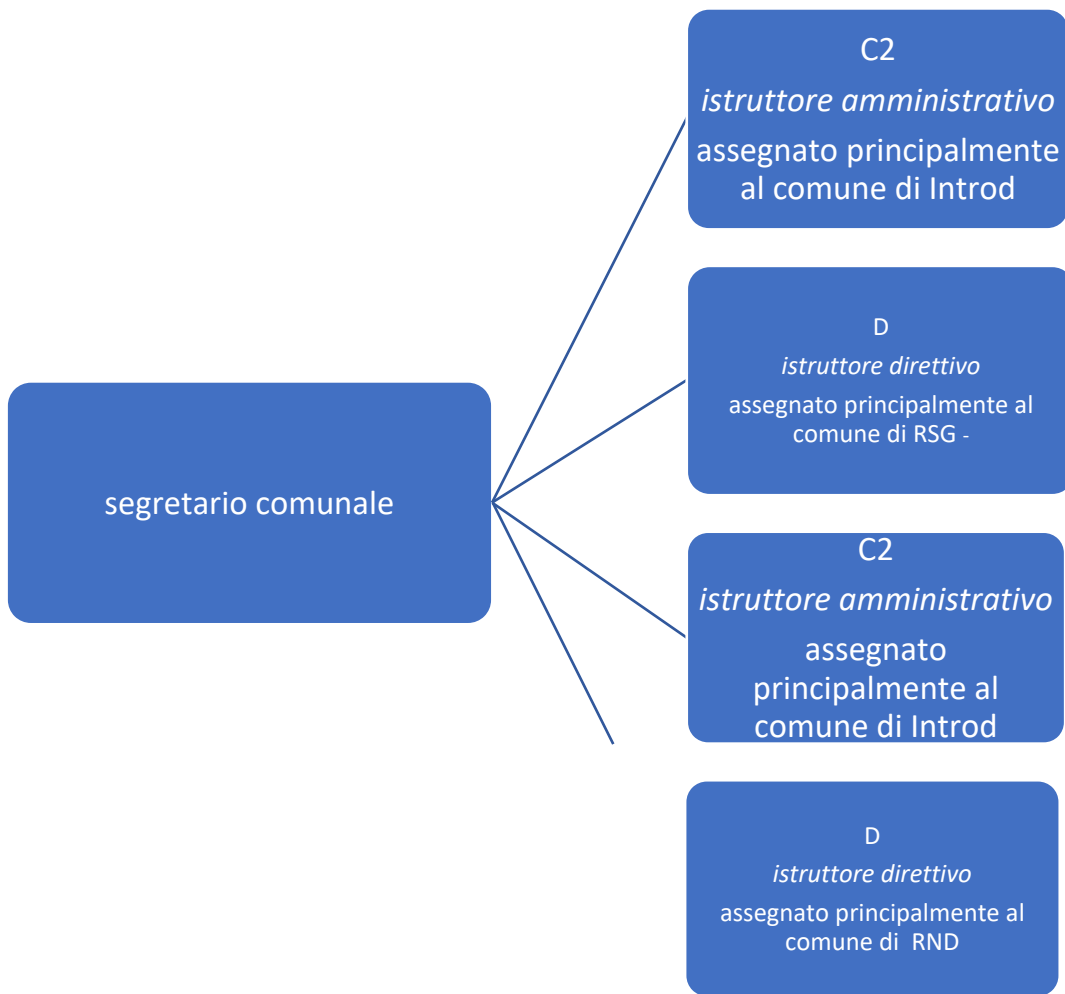 C2
istruttore amministrativo
assegnato principalmente
al comune di Introd
D
istruttore direttivo
assegnato principalmente al
comune di RSG -
segretario comunale
C2
istruttore amministrativo
assegnato
principalmente al
comune di Introd
D
istruttore direttivo
assegnato principalmente al
comune di  RND